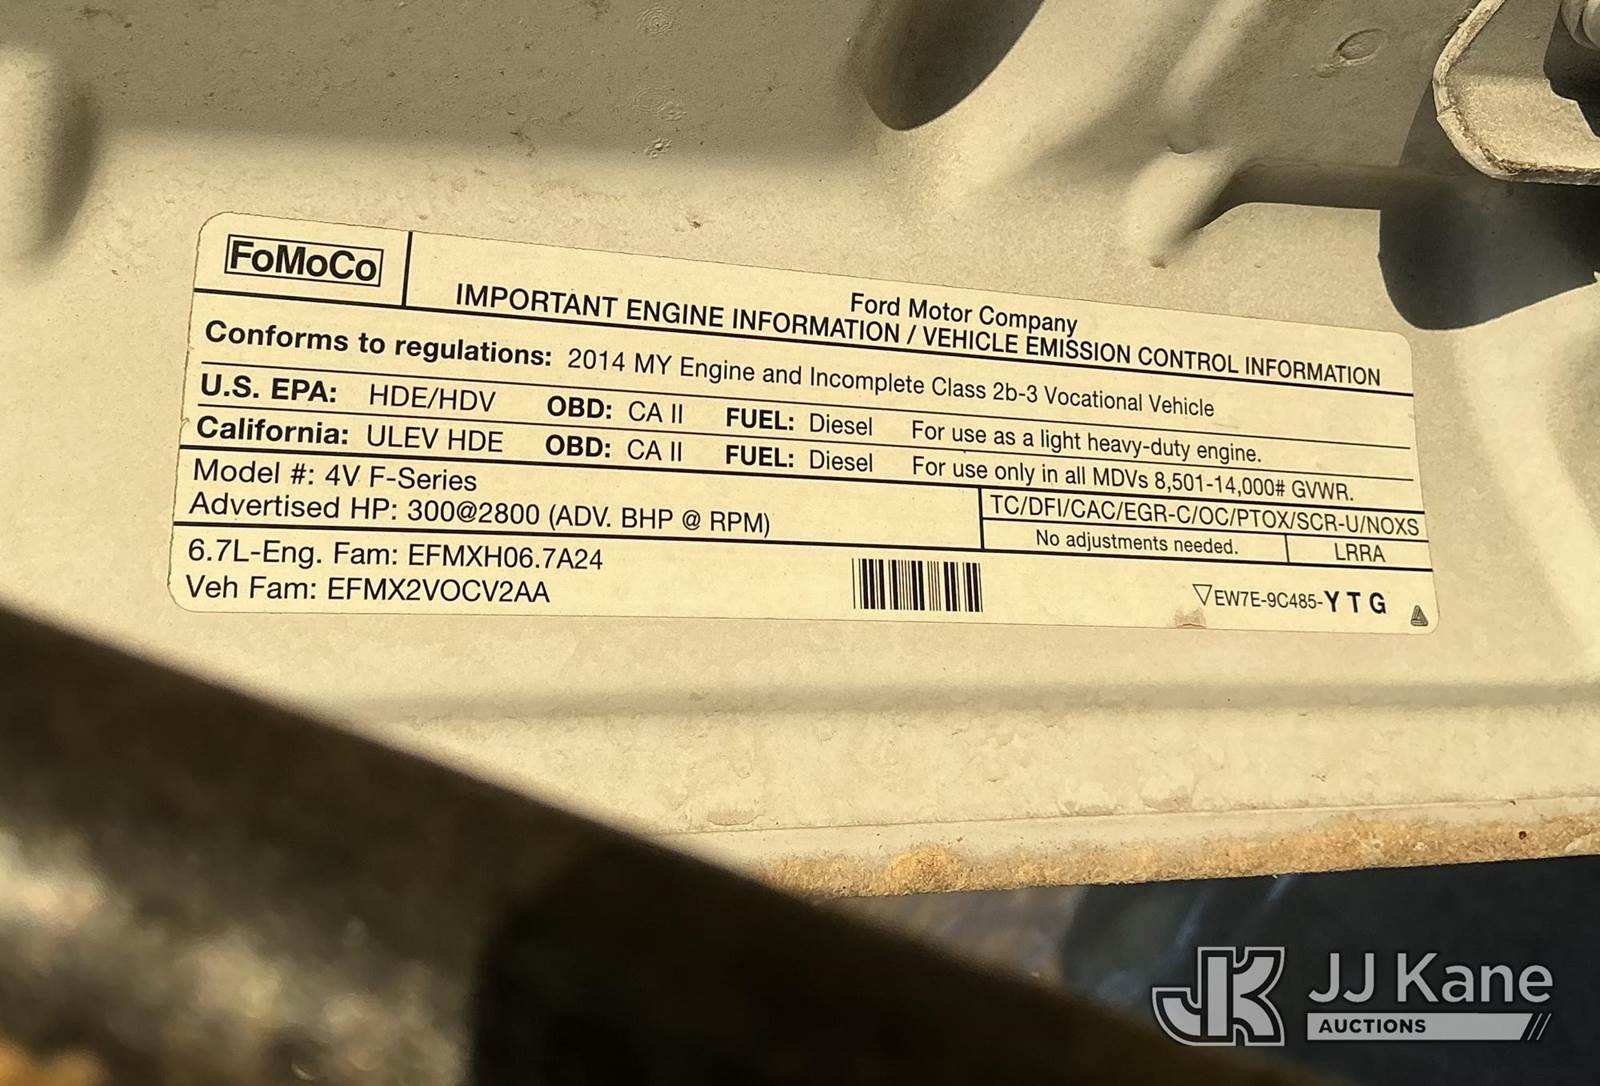 FoMoCo
Ford Motor Company
IMPORTANT ENGINE INFORMATION / VEHICLE EMISSION CONTROL INFORMATION
Conforms to regulations: 2014 MY Engine and Incomplete Class 2b-3 Vocational Vehicle
U.S. EPA: HDE/HDV OBD: CA II FUEL: Diesel For use as a light heavy-duty engine.
California: ULEV HDE OBD: CA II FUEL: Diesel For use only in all MDVs 8,501-14,000# GVWR.
Model #: 4V F-Series
Advertised HP: 300@2800 (ADV. BHP @ RPM)
TC/DFI/CAC/EGR-C/OC/PTOX/SCR-U/NOXS
No adjustments needed. LRRA
6.7L-Eng. Fam: EFMXH06.7A24
Veh Fam: EFMX2VOCV2AA
EW7E-9C485-YTG
JK JJ Kane
AUCTIONS